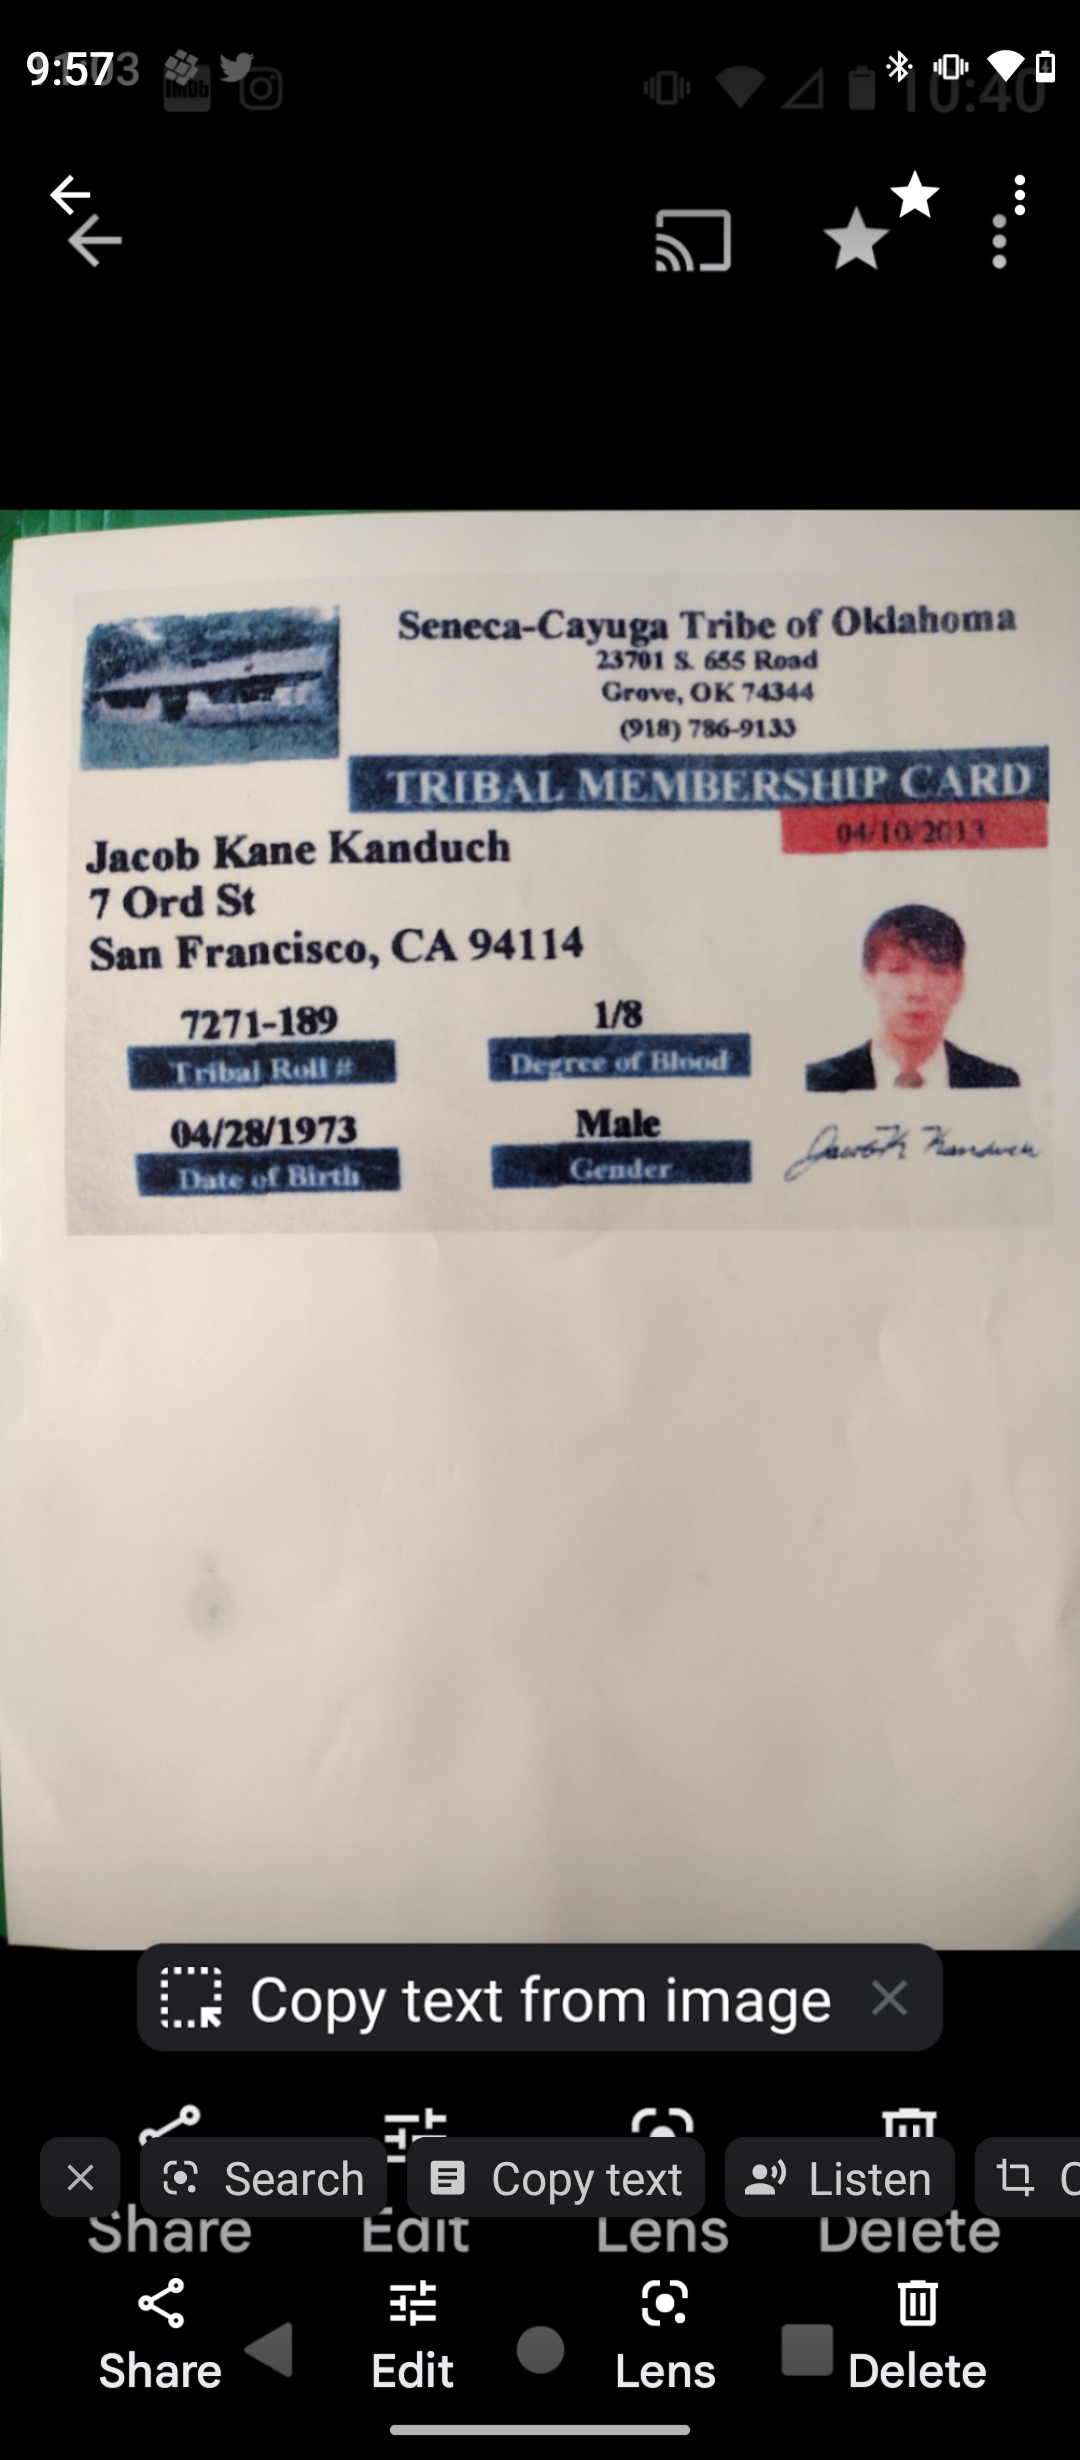 9:57
10:40
Seneca-Cayuga Tribe of Oklahoma
23701 S. 655 Road
Grove, OK 74344
(918) 786-9133
TRIBAL MEMBERSHIP CARD
04/10/2013
Jacob Kane Kanduch
7 Ord St
San Francisco, CA 94114
7271-189
1/8
Tribal Roll #
Degree of Blood
04/28/1973
Male
Date of Birth
Gender
Copy text from image
Search
Copy text
Listen
Share
Edit
Lens
Delete
Share
Edit
Lens
Delete